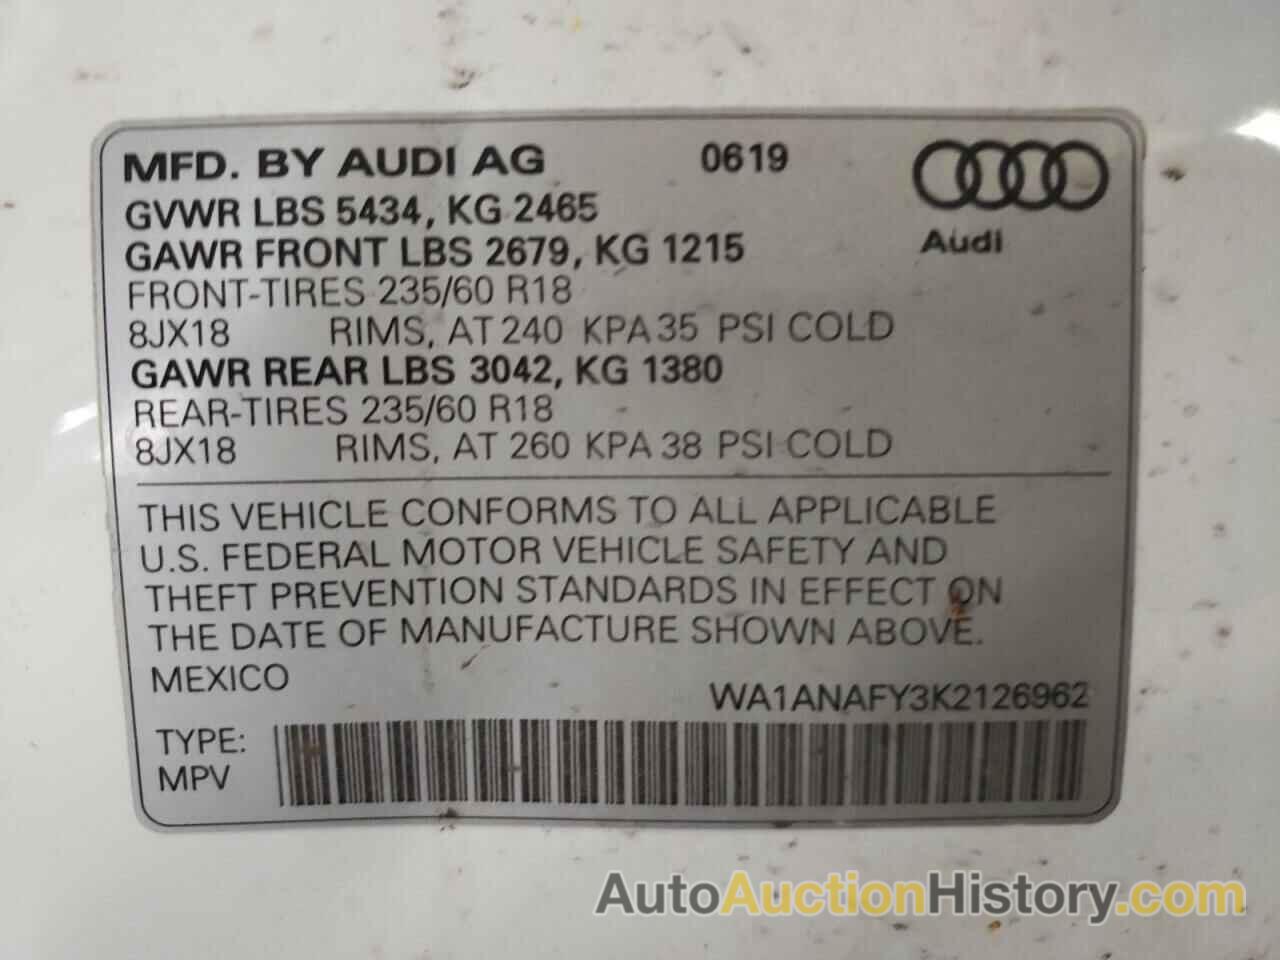 MFD. BY AUDI AG 0619
GVWR LBS 5434, KG 2465
Audi
GAWR FRONT LBS 2679, KG 1215
FRONT-TIRES 235/60 R18
8JX18 RIMS, AT 240 KPA 35 PSI COLD
GAWR REAR LBS 3042, KG 1380
REAR-TIRES 235/60 R18
8JX18 RIMS, AT 260 KPA 38 PSI COLD
THIS VEHICLE CONFORMS TO ALL APPLICABLE
U.S. FEDERAL MOTOR VEHICLE SAFETY AND
THEFT PREVENTION STANDARDS IN EFFECT ON
THE DATE OF MANUFACTURE SHOWN ABOVE.
MEXICO
WA1ANAFY3K2126962
TYPE:
MPV
AutoAuctionHistory.com